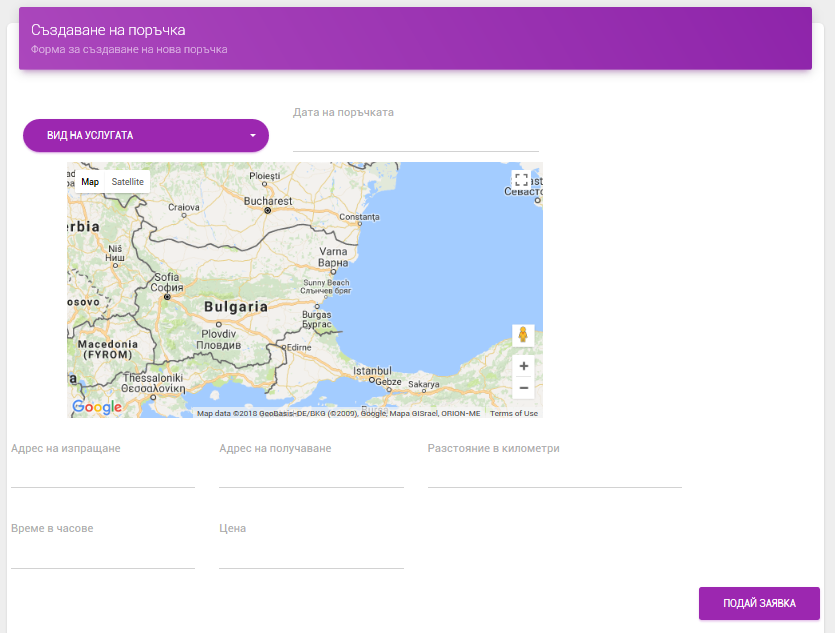 Създаване на поръчка
Форма за създаване на нова поръчка
ВИД НА УСЛУГАТА
Дата на поръчката
Map
Satellite
Ploiești
Craiova
Bucharest
Constanța
Севасто
rbia
Niš
Ниш
Varna
Варна
Sofia
София
Sunny Beach
Слънчев бряг
osovo
Bulgaria
Burgas
Бургас
Plovdiv
Пловдив
Edirne
Macedonia
(FYROM)
Istanbul
Gebze
Sakarya
Thessaloniki
Θεσσαλονίκη
Google
Map data ©2018 GeoBasis-DE/BKG (©2009), Google, Mapa GISrael, ORION-ME
Terms of Use
Адрес на изпращане
Адрес на получаване
Разстояние в километри
Време в часове
Цена
ПОДАЙ ЗАЯВКА